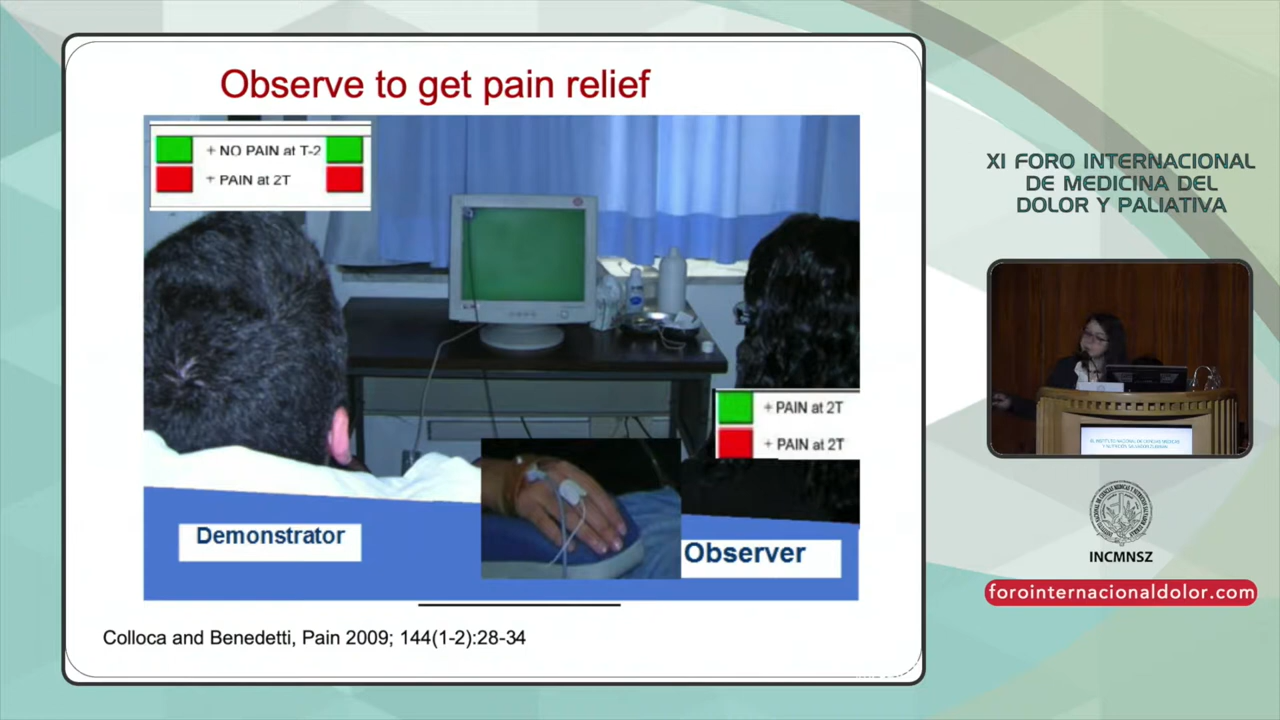 Observe to get pain relief
+ NO PAIN at T-2
+ PAIN at 2T
+ PAIN at 2T
+ PAIN at 2T
Demonstrator
Observer
Colloca and Benedetti, Pain 2009; 144(1-2):28-34
XI FORO INTERNACIONAL
DE MEDICINA DEL
DOLOR Y PALIATIVA
INCMNSZ
forointernacionaldolor.com